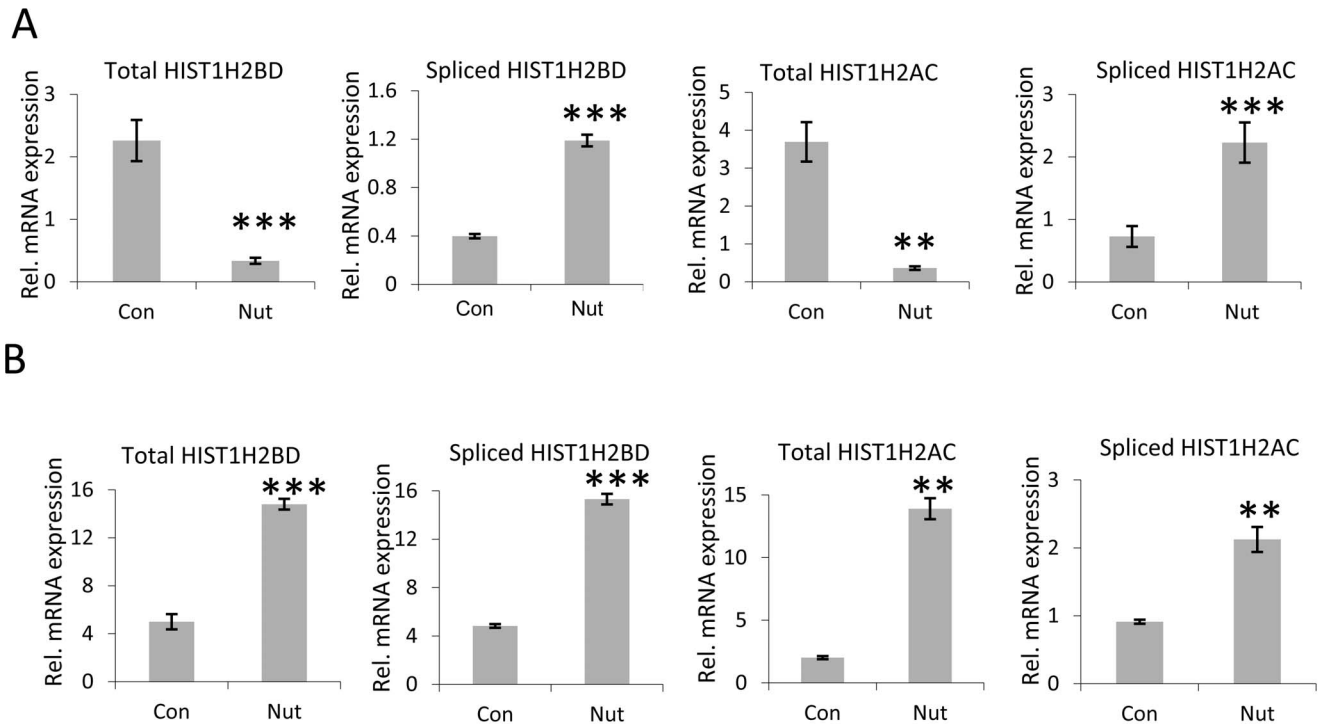 A
Total HIST1H2BD
Rel. mRNA expression
3
2
1
0
***
Con Nut
Spliced HIST1H2BD
Rel. mRNA expression
1.6
1.2
0.8
0.4
0
***
Con Nut
Total HIST1H2AC
Rel. mRNA expression
5
4
3
2
1
0
**
Con Nut
Spliced HIST1H2AC
Rel. mRNA expression
3
2
1
0
***
Con Nut
B
Total HIST1H2BD
Rel. mRNA expression
16
12
8
4
0
***
Con Nut
Spliced HIST1H2BD
Rel. mRNA expression
16
12
8
4
0
***
Con Nut
Total HIST1H2AC
Rel. mRNA expression
15
10
5
0
**
Con Nut
Spliced HIST1H2AC
Rel. mRNA expression
3
2
1
0
**
Con Nut